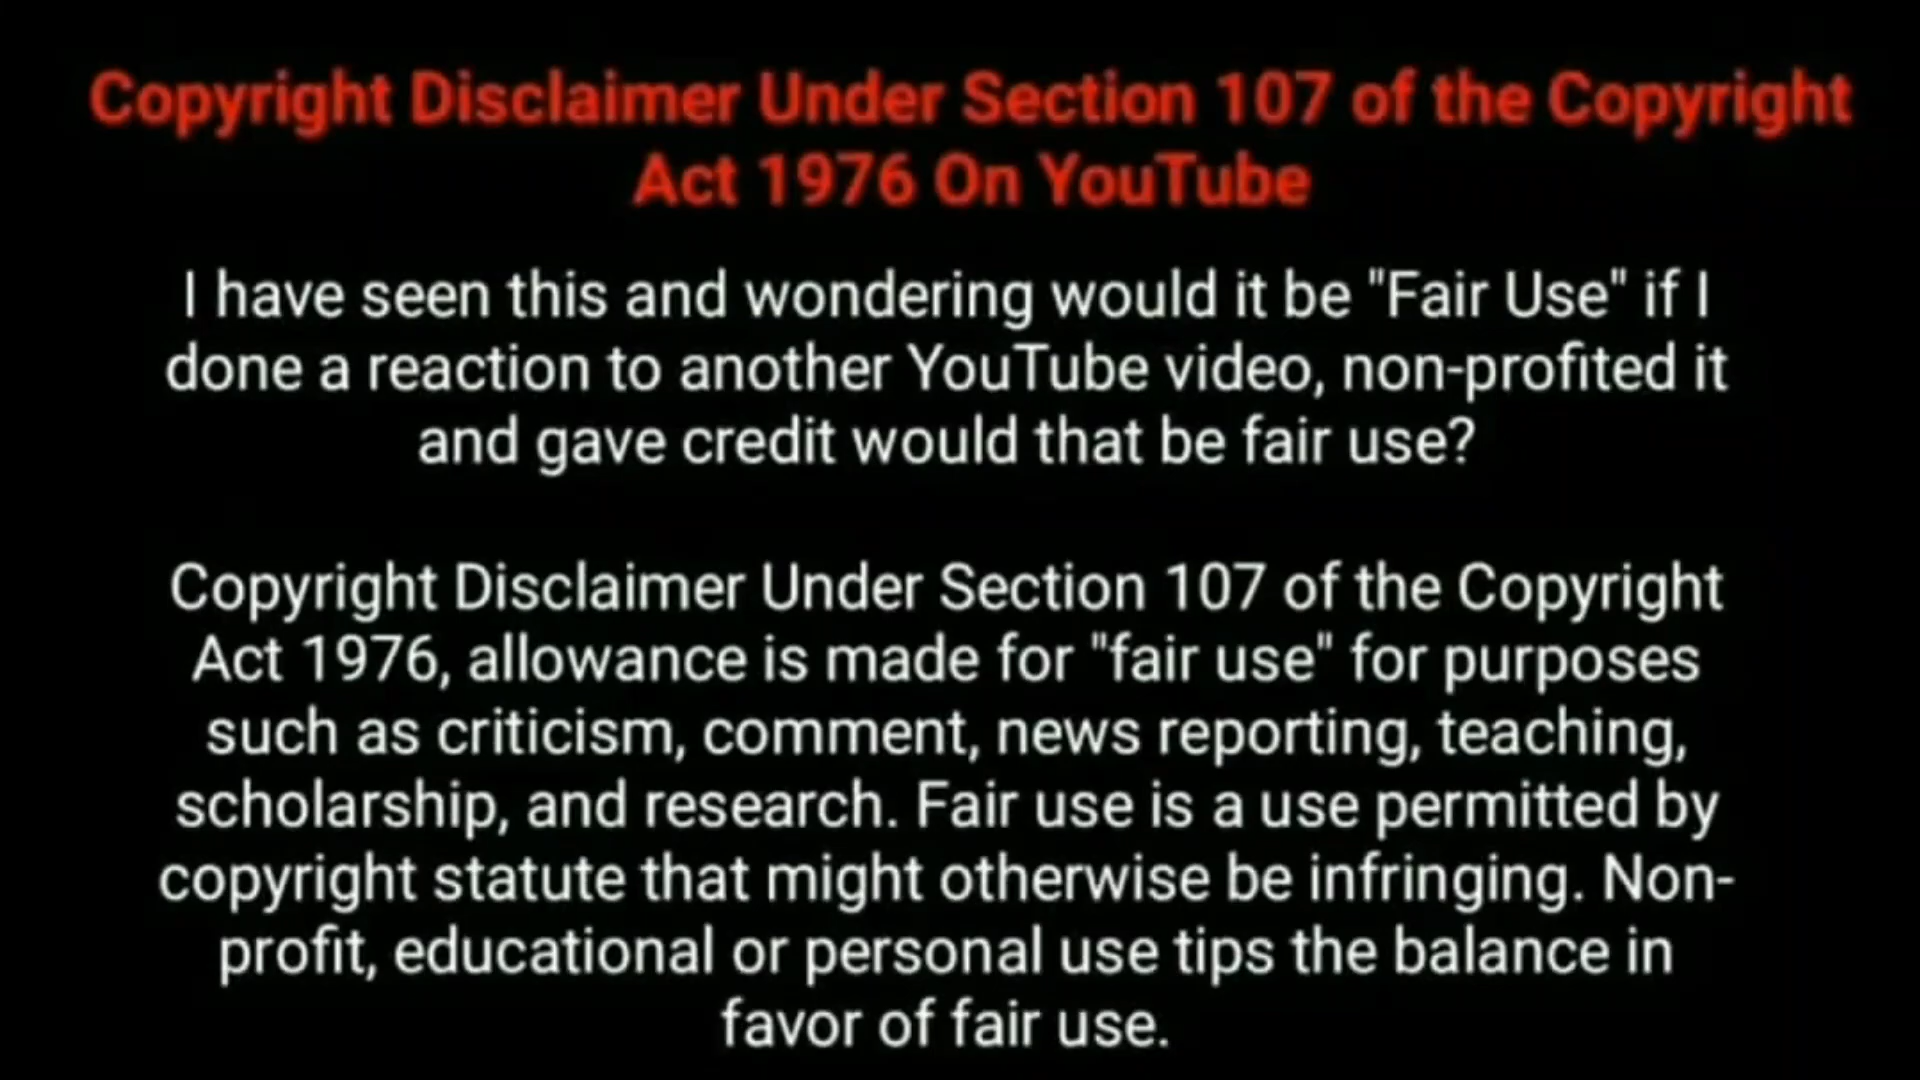 Copyright Disclaimer Under Section 107 of the Copyright
Act 1976 On YouTube
I have seen this and wondering would it be "Fair Use" if I
done a reaction to another YouTube video, non-profited it
and gave credit would that be fair use?
Copyright Disclaimer Under Section 107 of the Copyright
Act 1976, allowance is made for "fair use" for purposes
such as criticism, comment, news reporting, teaching,
scholarship, and research. Fair use is a use permitted by
copyright statute that might otherwise be infringing. Non-
profit, educational or personal use tips the balance in
favor of fair use.